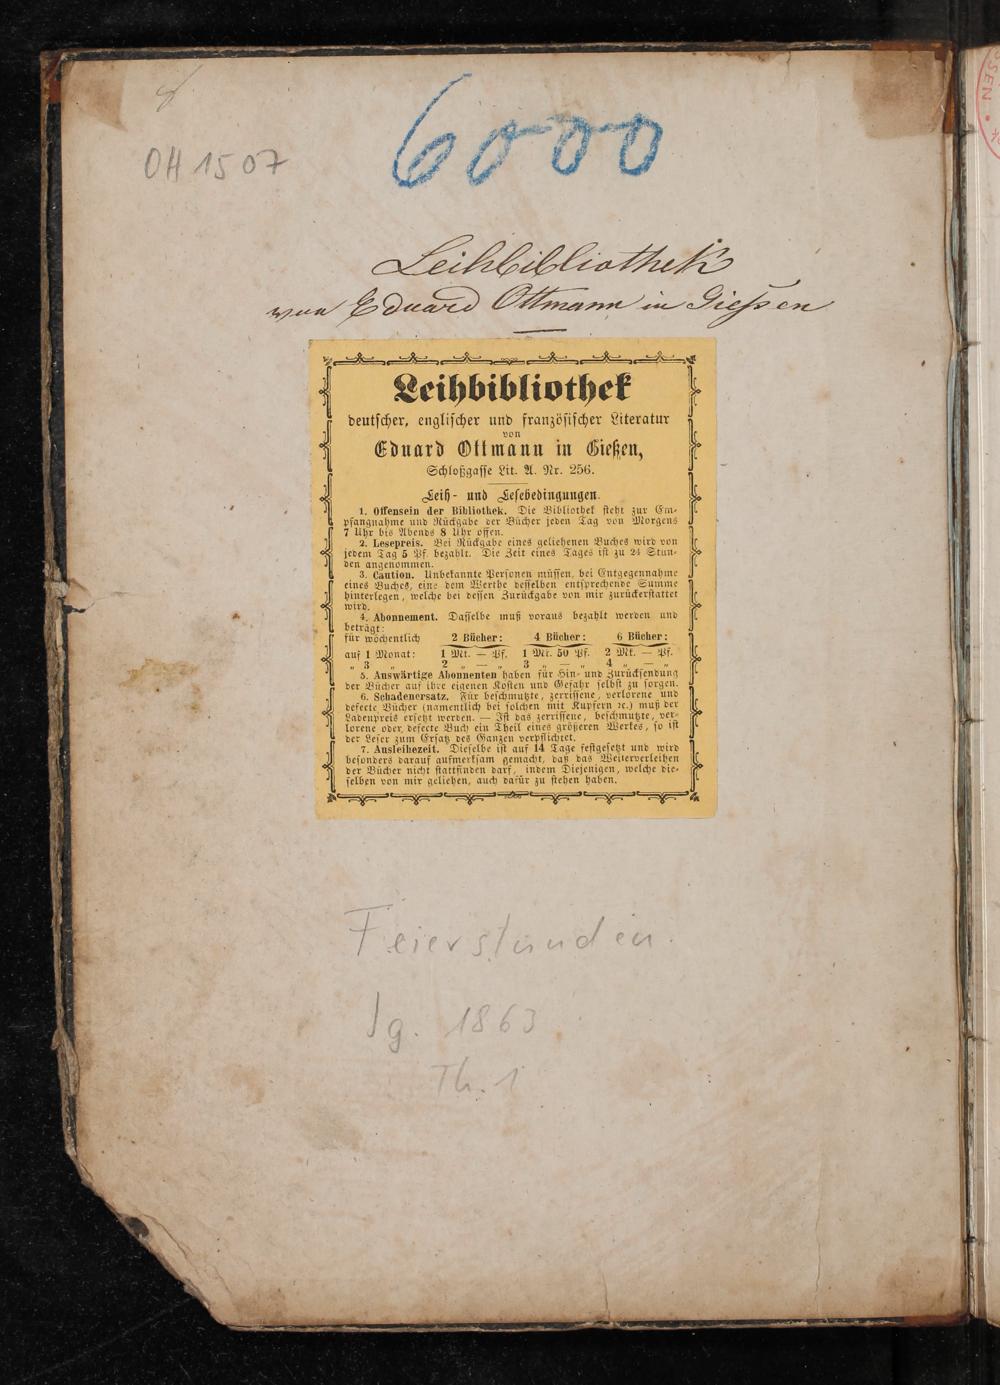 6000
OH 1507
Leihbibliothek
von Eduard Ottmann in Giessen
Leihbibliothek
deutscher, englischer und französischer Literatur
von
Eduard Ottmann in Gießen,
Schloßgasse Lit. A. Nr. 256.
Leih- und Lesebedingungen.
1. Offensein der Bibliothek. Die Bibliothek steht zur Em-
pfangnahme und Rückgabe der Bücher jeden Tag von Morgens
7 Uhr bis Abends 8 Uhr offen.
2. Lesepreis. Bei Rückgabe eines geliehenen Buches wird von
jedem Tag 5 Pf. bezahlt. Die Zeit eines Tages ist zu 24 Stun-
den angenommen.
3. Caution. Unbekannte Personen müssen, bei Entgegennahme
eines Buches, eine dem Werthe desselben entsprechende Summe
hinterlegen, welche bei dessen Zurückgabe von mir zurückerstattet
wird.
4. Abonnement. Dasselbe muß voraus bezahlt werden und
beträgt:
für wöchentlich 2 Bücher: 4 Bücher: 6 Bücher:
auf 1 Monat: 1 Mk. — Pf. 1 Mk. 50 Pf. 2 Mk. — Pf.
„ 3 „ 2 „ — „ 3 „ — „ 4 „ — „
5. Auswärtige Abonnenten haben für Hin- und Zurücksendung
der Bücher auf ihre eigenen Kosten und Gefahr selbst zu sorgen.
6. Schadenersatz. Für beschmutzte, zerrissene, verlorene und
defecte Bücher (namentlich bei solchen mit Kupfern ꝛc.) muß der
Ladenpreis ersetzt werden. — Ist das zerrissene, beschmutzte, ver-
lorene oder defecte Buch ein Theil eines größeren Werkes, so ist
der Leser zum Ersatz des Ganzen verpflichtet.
7. Ausleihezeit. Dieselbe ist auf 14 Tage festgesetzt und wird
besonders darauf aufmerksam gemacht, daß das Weiterverleihen
der Bücher nicht stattfinden darf, indem Diejenigen, welche die-
selben von mir geliehen, auch dafür zu stehen haben.
Feierstunden.
Jg. 1863
Th. 1